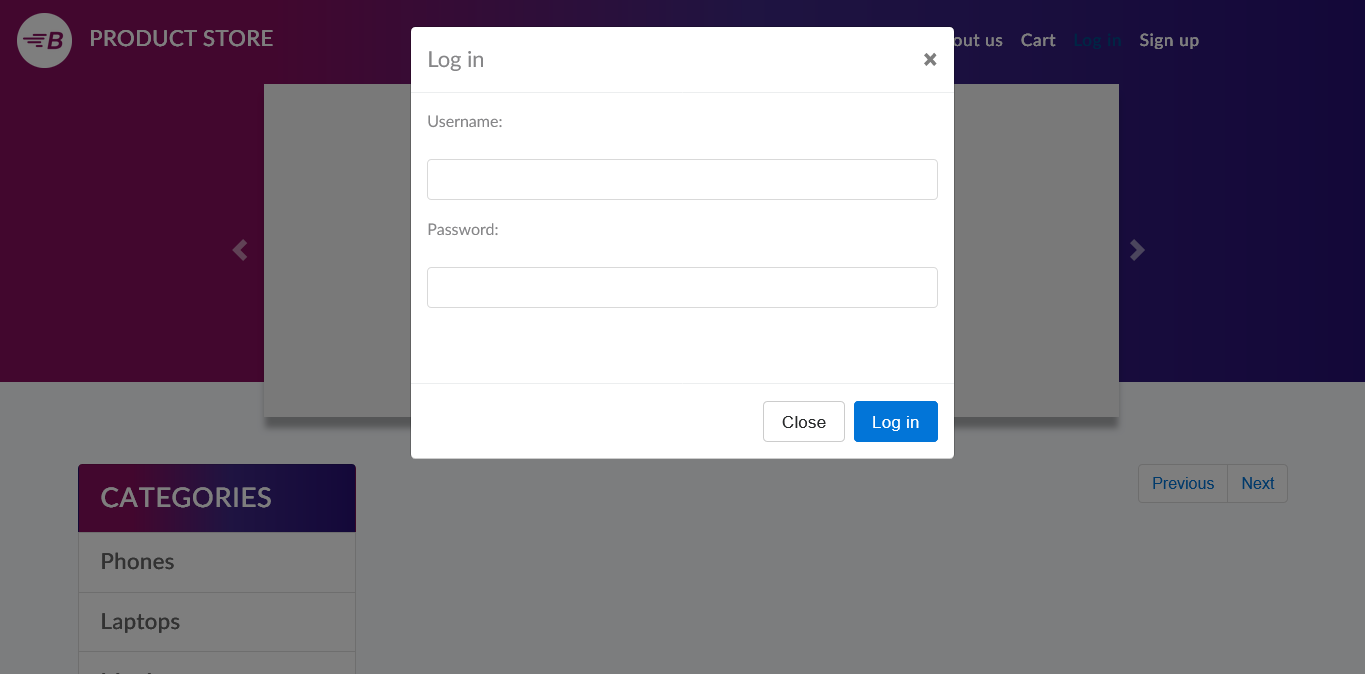 B PRODUCT STORE
out us Cart Log in Sign up
Log in ×
Username:
Password:
Close Log in
CATEGORIES
Previous Next
Phones
Laptops